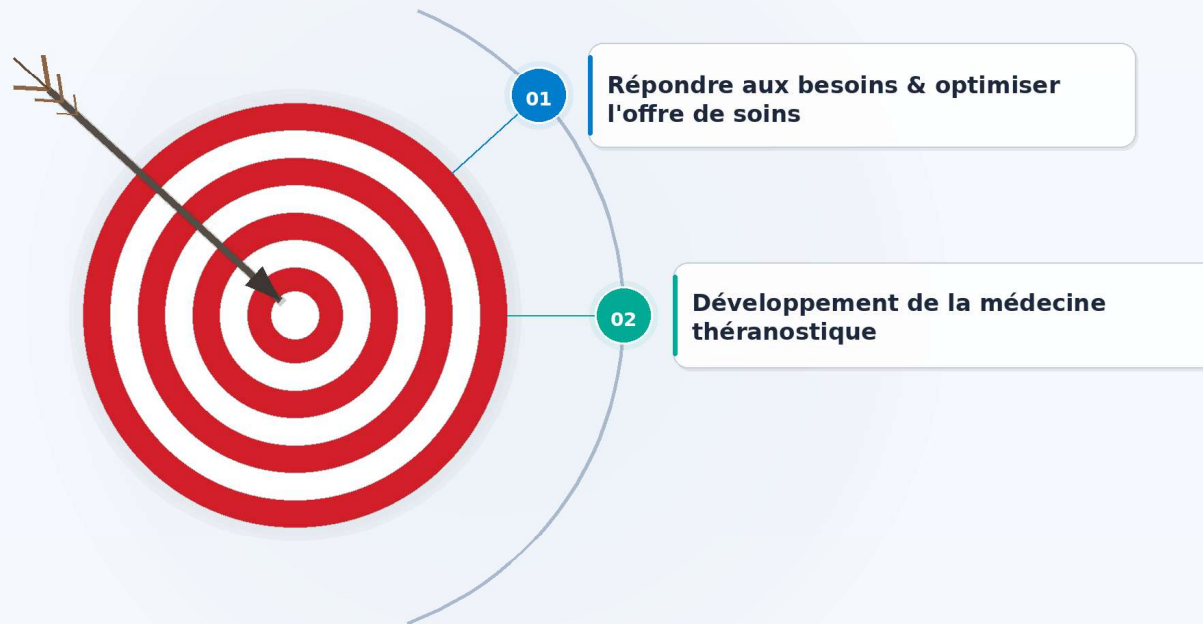 01
Répondre aux besoins & optimiser
l'offre de soins
02
Développement de la médecine
théranostique